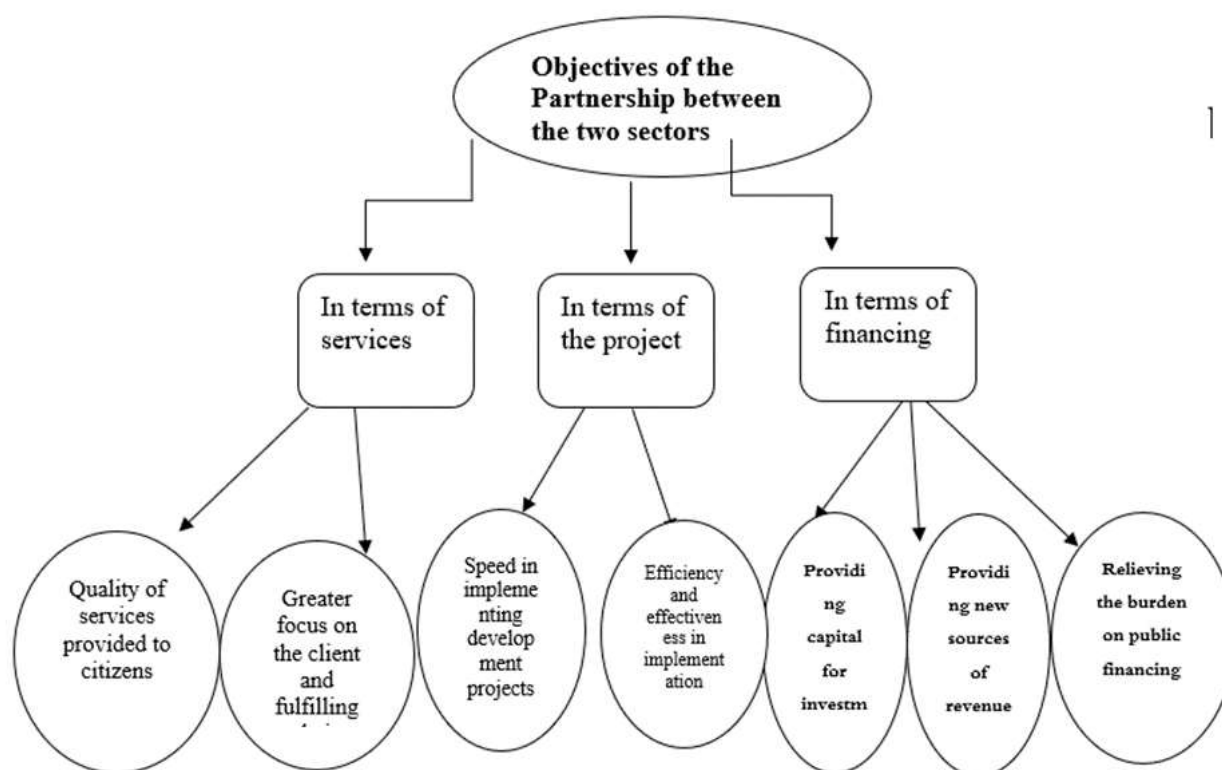 Objectives of the
Partnership between
the two sectors
In terms of
services
In terms of
the project
In terms of
financing
Quality of
services
provided to
citizens
Greater
focus on
the client
and
fulfilling
Speed in
impleme
nting
develop
ment
projects
Efficiency
and
effectiven
ess in
implement
ation
Providi
ng
capital
for
investm
Providi
ng new
sources
of
revenue
Relieving
the burden
on public
financing